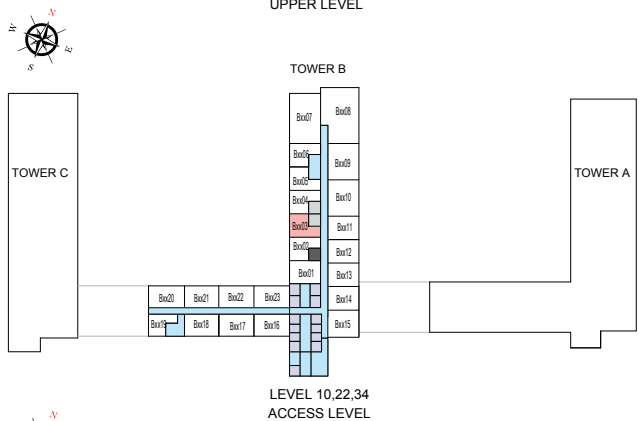 UPPER LEVEL
N
W
E
S
TOWER B
Bxx07
Bxx08
Bxx06
Bxx09
TOWER C
TOWER A
Bxx05
Bxx04
Bxx10
Bxx03
Bxx11
Bxx02
Bxx12
Bxx01
Bxx13
Bxx20
Bxx21
Bxx22
Bxx23
Bxx14
Bxx19
Bxx18
Bxx17
Bxx16
Bxx15
LEVEL 10,22,34
ACCESS LEVEL
N